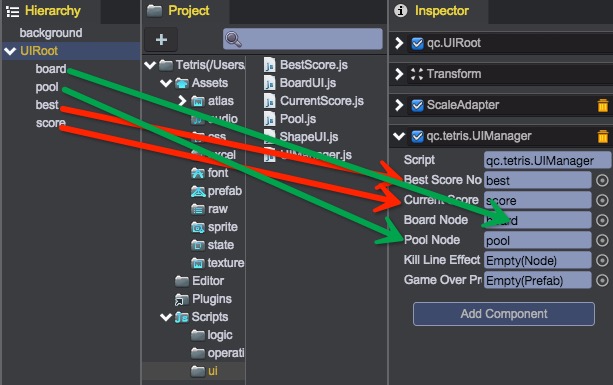 Hierarchy
background
UIRoot
board
pool
best
score
Project
Tetris(/Users/
Assets
atlas
audio
excel
font
prefab
raw
sprite
state
texture
Editor
Plugins
Scripts
logic
operati
ui
BestScore.js
BoardUI.js
CurrentScore.js
Pool.js
ShapeUI.js
UIManager.js
Inspector
qc.UIRoot
Transform
ScaleAdapter
qc.tetris.UIManager
Script qc.tetris.UIManager
Best Score No best
Current Score score
Board Node board
Pool Node pool
Kill Line Effect Empty(Node)
Game Over Pr Empty(Prefab)
Add Component